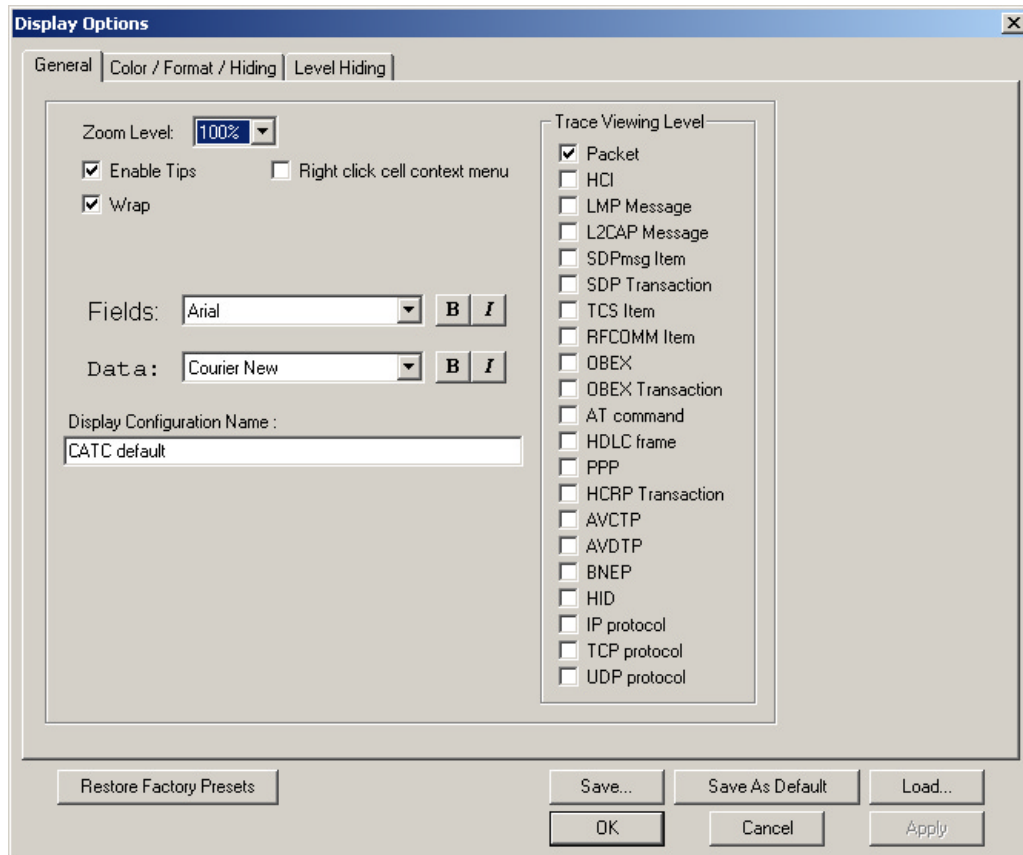 Display Options
General
Color / Format / Hiding
Level Hiding
Zoom Level: 100%
Enable Tips
Right click cell context menu
Wrap
Fields: Arial B I
Data: Courier New B I
Display Configuration Name :
CATC default
Trace Viewing Level
Packet
HCI
LMP Message
L2CAP Message
SDPmsg Item
SDP Transaction
TCS Item
RFCOMM Item
OBEX
OBEX Transaction
AT command
HDLC frame
PPP
HCRP Transaction
AVCTP
AVDTP
BNEP
HID
IP protocol
TCP protocol
UDP protocol
Restore Factory Presets
Save...
Save As Default
Load...
OK
Cancel
Apply